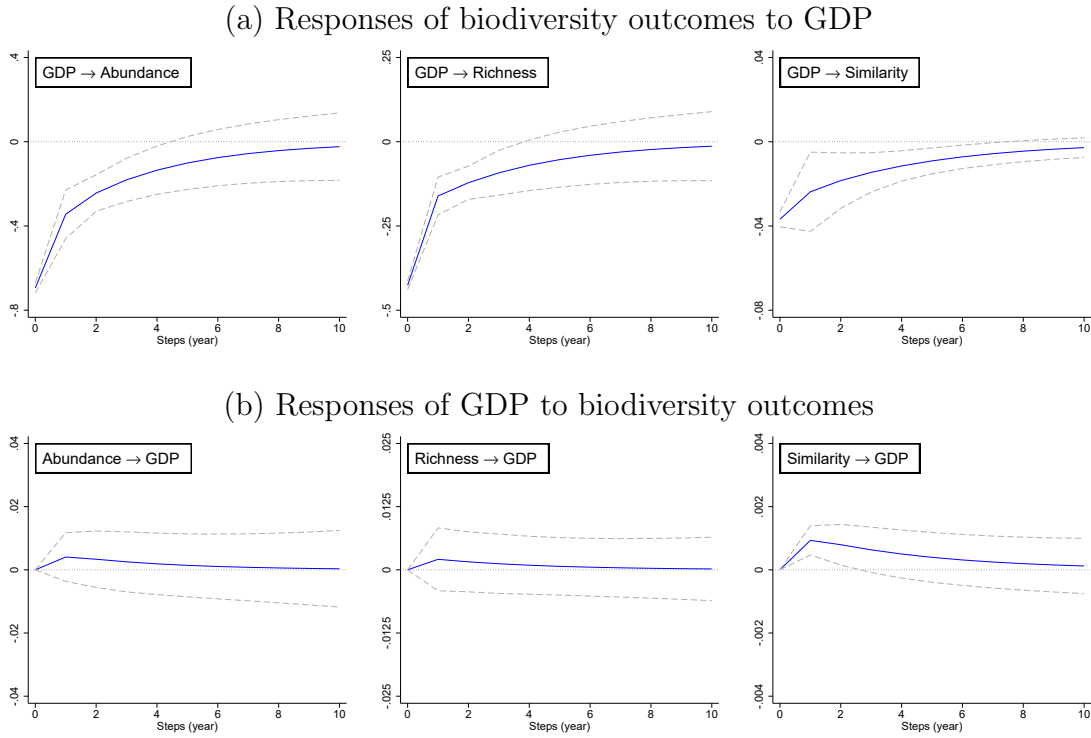 (a) Responses of biodiversity outcomes to GDP
GDP → Abundance
.4
0
-.4
-.8
0 2 4 6 8 10
Steps (year)
GDP → Richness
.25
0
-.25
-.5
0 2 4 6 8 10
Steps (year)
GDP → Similarity
.04
0
-.04
-.08
0 2 4 6 8 10
Steps (year)
(b) Responses of GDP to biodiversity outcomes
Abundance → GDP
.04
.02
0
-.02
-.04
0 2 4 6 8 10
Steps (year)
Richness → GDP
.025
.0125
0
-.0125
-.025
0 2 4 6 8 10
Steps (year)
Similarity → GDP
.004
.002
0
-.002
-.004
0 2 4 6 8 10
Steps (year)